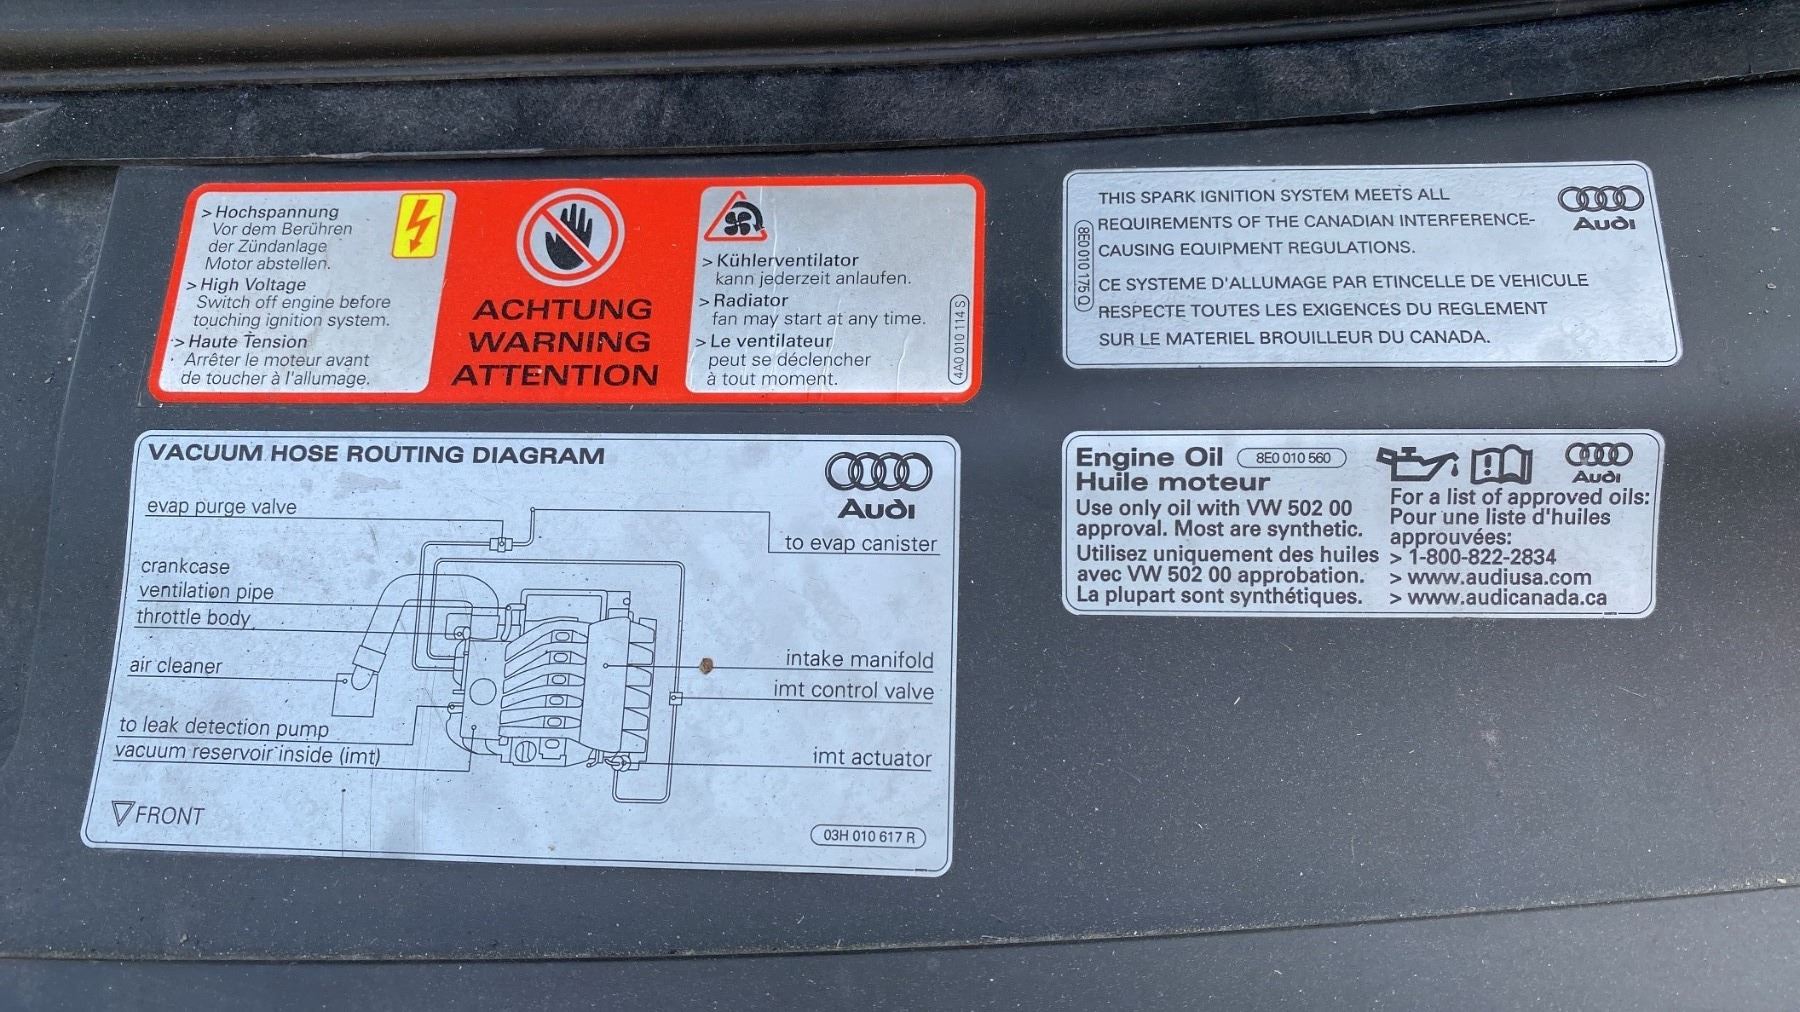 > Hochspannung
Vor dem Berühren
der Zündanlage
Motor abstellen.
> High Voltage
Switch off engine before
touching ignition system.
> Haute Tension
Arrêter le moteur avant
de toucher à l'allumage.
ACHTUNG
WARNING
ATTENTION
> Kühlerventilator
kann jederzeit anlaufen.
> Radiator
fan may start at any time.
> Le ventilateur
peut se déclencher
à tout moment.
4A0 010 114 S
THIS SPARK IGNITION SYSTEM MEETS ALL
REQUIREMENTS OF THE CANADIAN INTERFERENCE-
CAUSING EQUIPMENT REGULATIONS.
CE SYSTEME D'ALLUMAGE PAR ETINCELLE DE VEHICULE
RESPECTE TOUTES LES EXIGENCES DU REGLEMENT
SUR LE MATERIEL BROUILLEUR DU CANADA.
8E0 010 175 Q
Audi
VACUUM HOSE ROUTING DIAGRAM
Audi
evap purge valve
to evap canister
crankcase
ventilation pipe
throttle body
air cleaner
intake manifold
imt control valve
to leak detection pump
vacuum reservoir inside (imt)
imt actuator
FRONT
03H 010 617 R
Engine Oil
8E0 010 560
Huile moteur
Use only oil with VW 502 00
approval. Most are synthetic.
Utilisez uniquement des huiles
avec VW 502 00 approbation.
La plupart sont synthétiques.
Audi
For a list of approved oils:
Pour une liste d'huiles
approuvées:
> 1-800-822-2834
> www.audiusa.com
> www.audicanada.ca